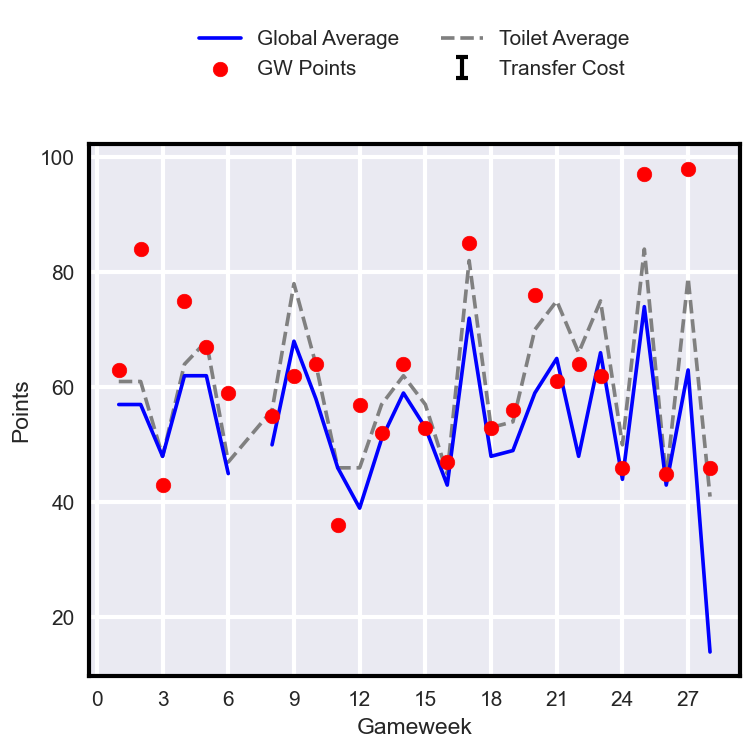 Global Average
Toilet Average
GW Points
Transfer Cost
100
80
60
40
20
Points
0 3 6 9 12 15 18 21 24 27
Gameweek